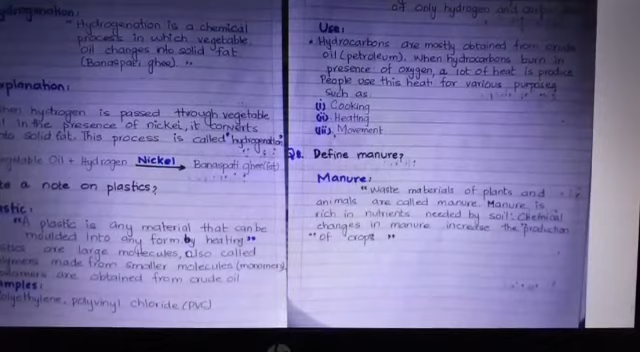 Hydrogenation:
"Hydrogenation is a chemical
process in which vegetable
oil changes into solid fat
(Banaspati ghee)"
Explanation:
When hydrogen is passed through vegetable
in the presence of nickel, it converts
into solid fat. This process is called "hydrogenation
Vegetable Oil + Hydrogen Nickel Banaspati ghee(fat)
a note on plastics?
"A plastic is any material that can be
moulded into any form by heating"
are large mollecules, also called
made from smaller molecules (monomers)
are obtained from crude oil
Polyethylene, polyvinyl chloride (PVC)
of only hydrogen and
Use:
Hydrocarbons are mostly obtained from crude
oil (petroleum). When hydrocarbons burn in
presence of oxygen, a lot of heat is produce
People use this heat for various purposes
Such as:
(i) Cooking
(ii) Heating
(iii) Movement
Q8. Define manure?
Manure:
"Waste materials of plants and
animals are called manure. Manure is
rich in nutrients needed by soil. Chemical
changes in manure increase the production
"of crops"